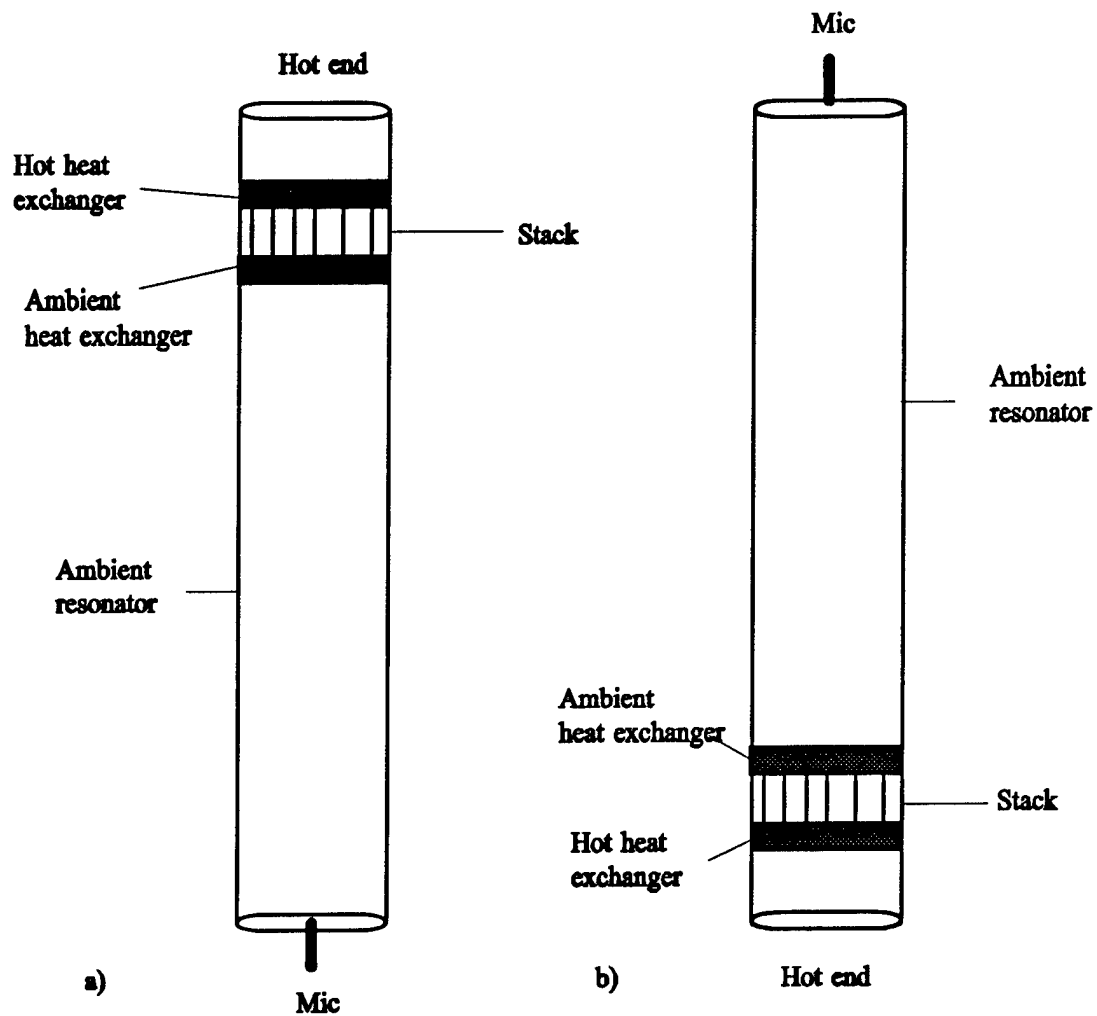 Hot end
Hot heat
exchanger
Stack
Ambient
heat exchanger
Ambient
resonator
a)
Mic
Mic
Ambient
resonator
Ambient
heat exchanger
Stack
Hot heat
exchanger
b)
Hot end